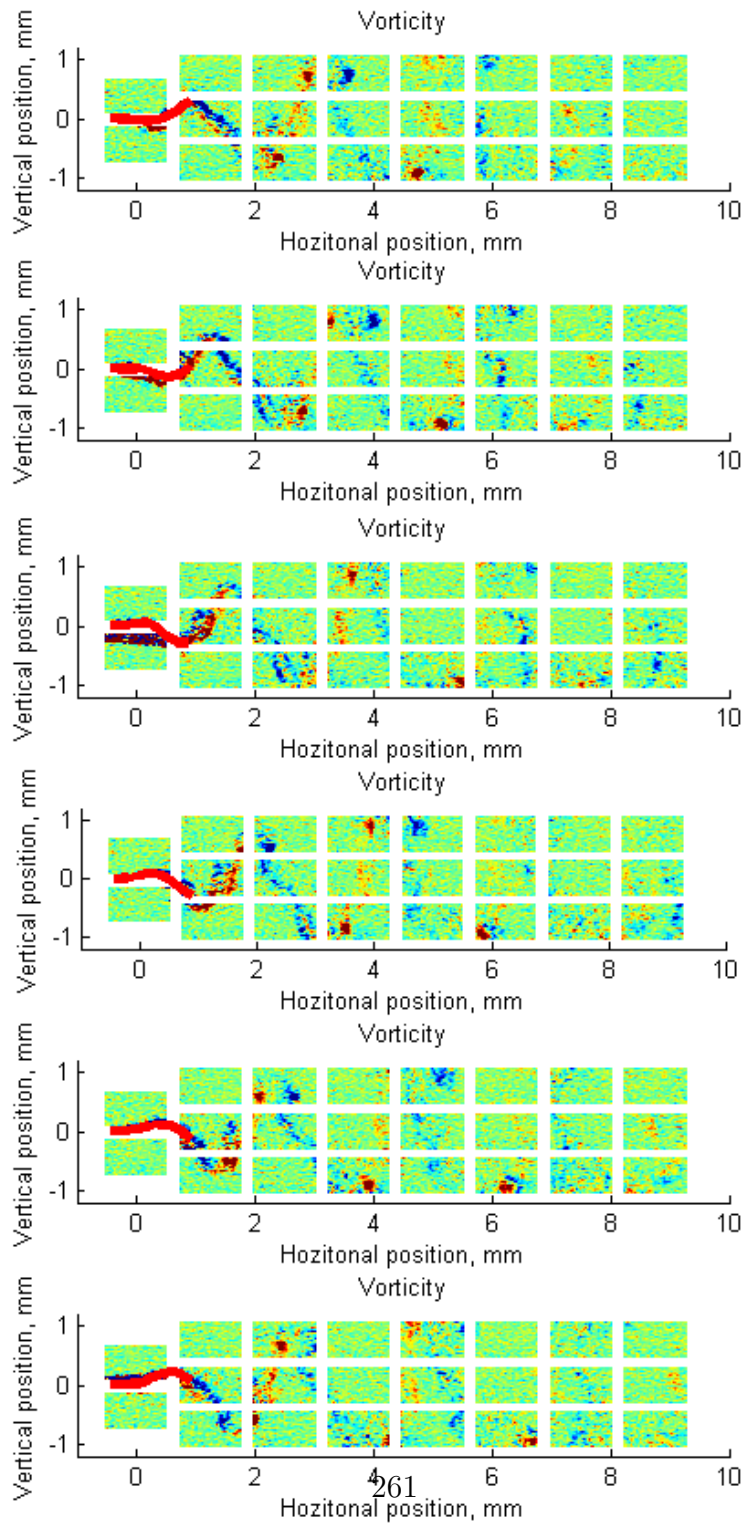 Vorticity
Vertical position, mm
1
0
-1
0 2 4 6 8 10
Hozitonal position, mm
Vorticity
Vertical position, mm
1
0
-1
0 2 4 6 8 10
Hozitonal position, mm
Vorticity
Vertical position, mm
1
0
-1
0 2 4 6 8 10
Hozitonal position, mm
Vorticity
Vertical position, mm
1
0
-1
0 2 4 6 8 10
Hozitonal position, mm
Vorticity
Vertical position, mm
1
0
-1
0 2 4 6 8 10
Hozitonal position, mm
Vorticity
Vertical position, mm
1
0
-1
0 2 4 6 8 10
261
Hozitonal position, mm